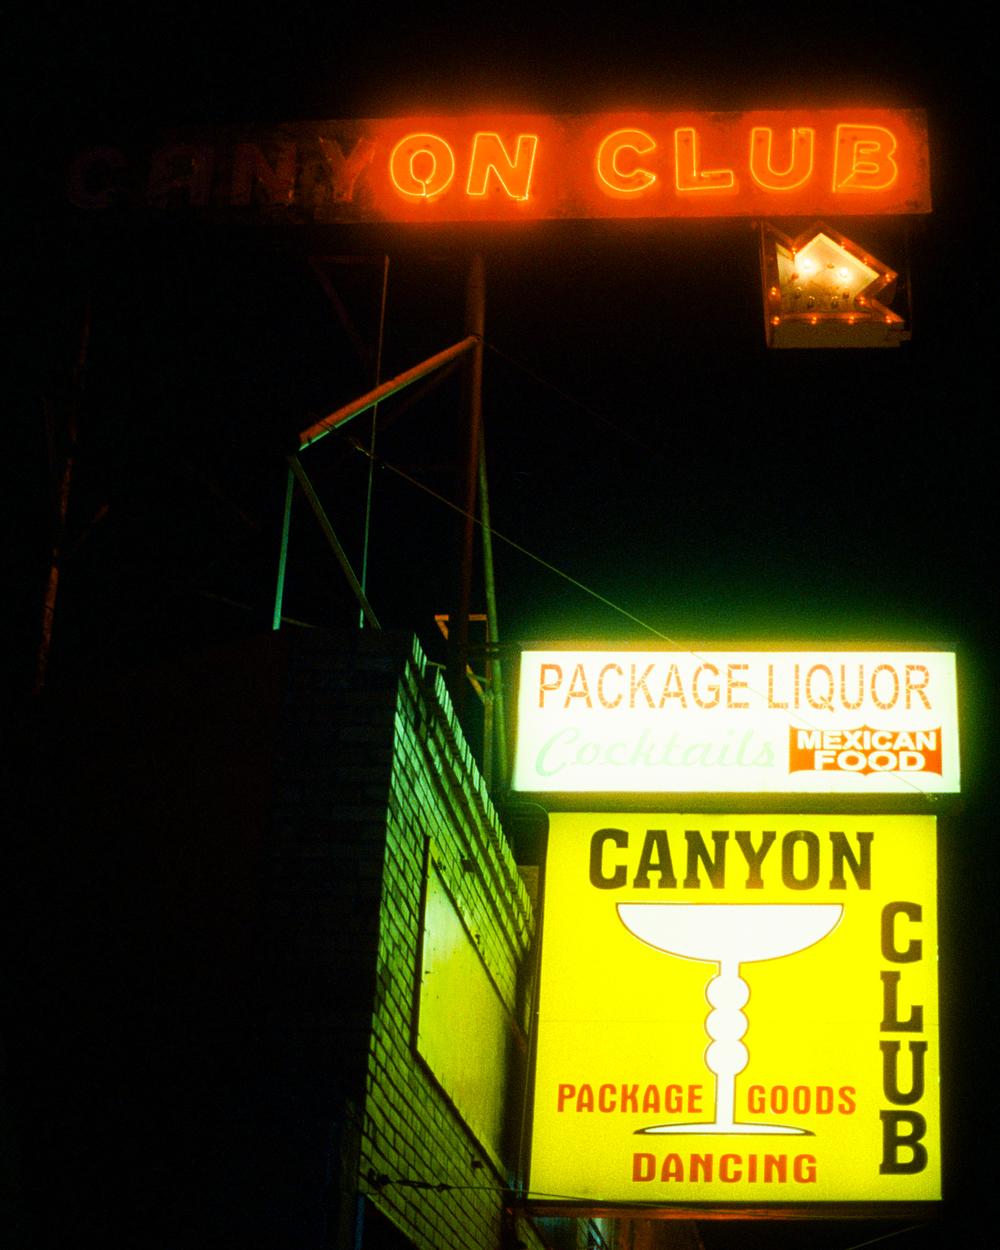 CANYON CLUB
PACKAGE LIQUOR
Cocktails
MEXICAN
FOOD
CANYON
CLUB
PACKAGE GOODS
DANCING